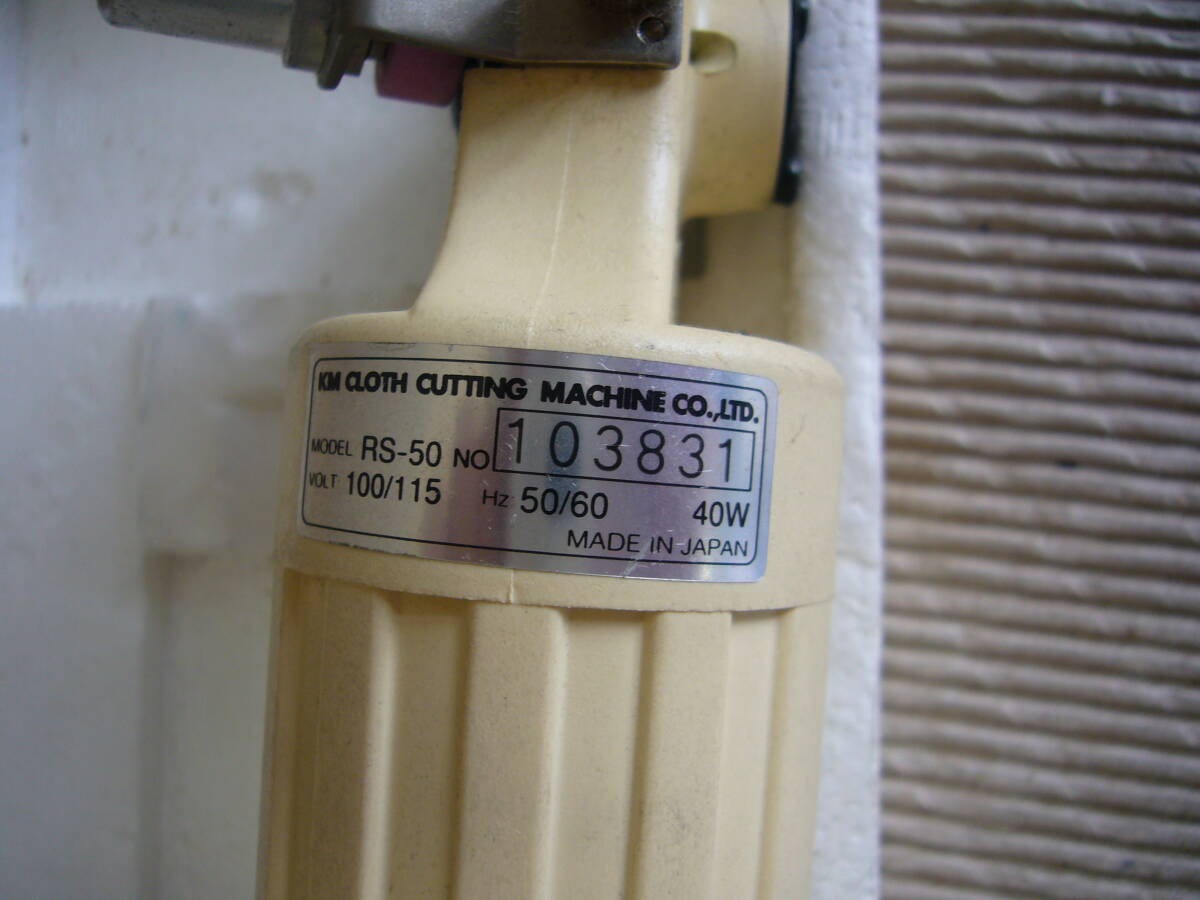 KM CLOTH CUTTING MACHINE CO.,LTD.
MODEL RS-50 NO 103831
VOLT 100/115 Hz 50/60 40W
MADE IN JAPAN